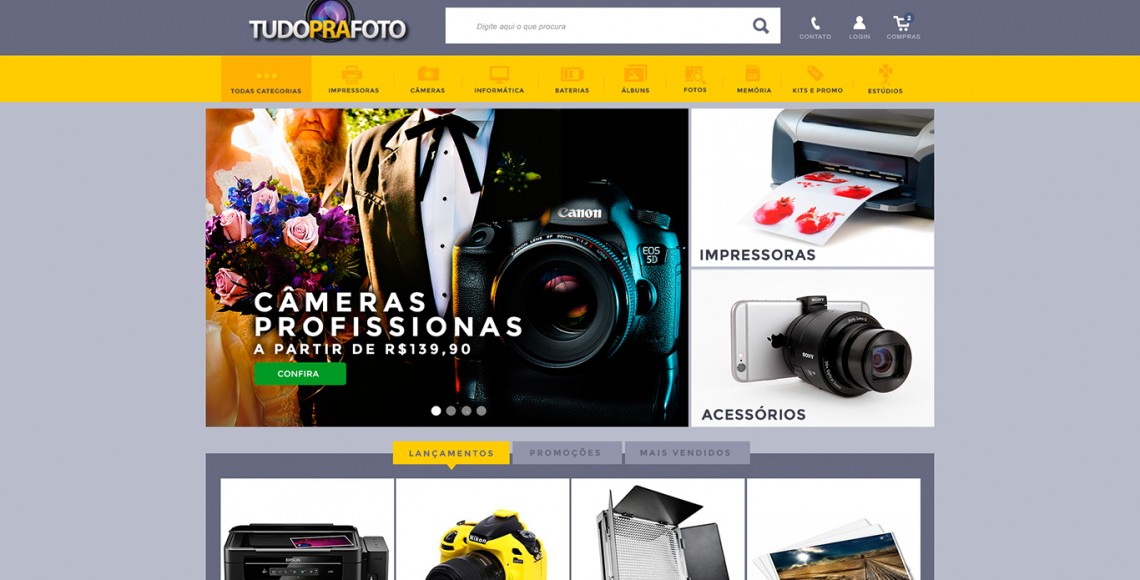 TUDOPRAFOTO
Digite aqui o que procura
CONTATO
LOGIN
2
COMPRAS
TODAS CATEGORIAS
IMPRESSORAS
CÂMERAS
INFORMÁTICA
BATERIAS
ÁLBUNS
FOTOS
MEMÓRIA
KITS E PROMO
ESTÚDIOS
Canon
EOS
5D
CÂMERAS
PROFISSIONAS
A PARTIR DE R$139,90
CONFIRA
IMPRESSORAS
SONY
SONY
ACESSÓRIOS
LANÇAMENTOS
PROMOÇÕES
MAIS VENDIDOS
EPSON
Nikon